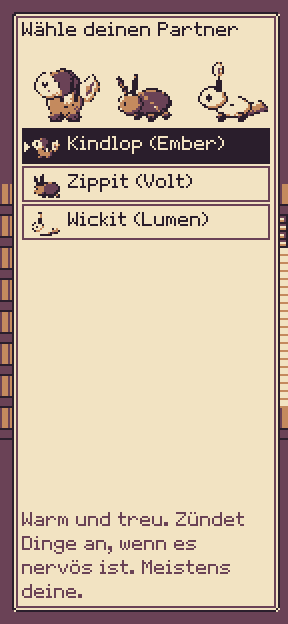 Wähle deinen Partner
Kindlop (Ember)
Zippit (Volt)
Wickit (Lumen)
Warm und treu. Zündet
Dinge an, wenn es
nervös ist. Meistens
deine.